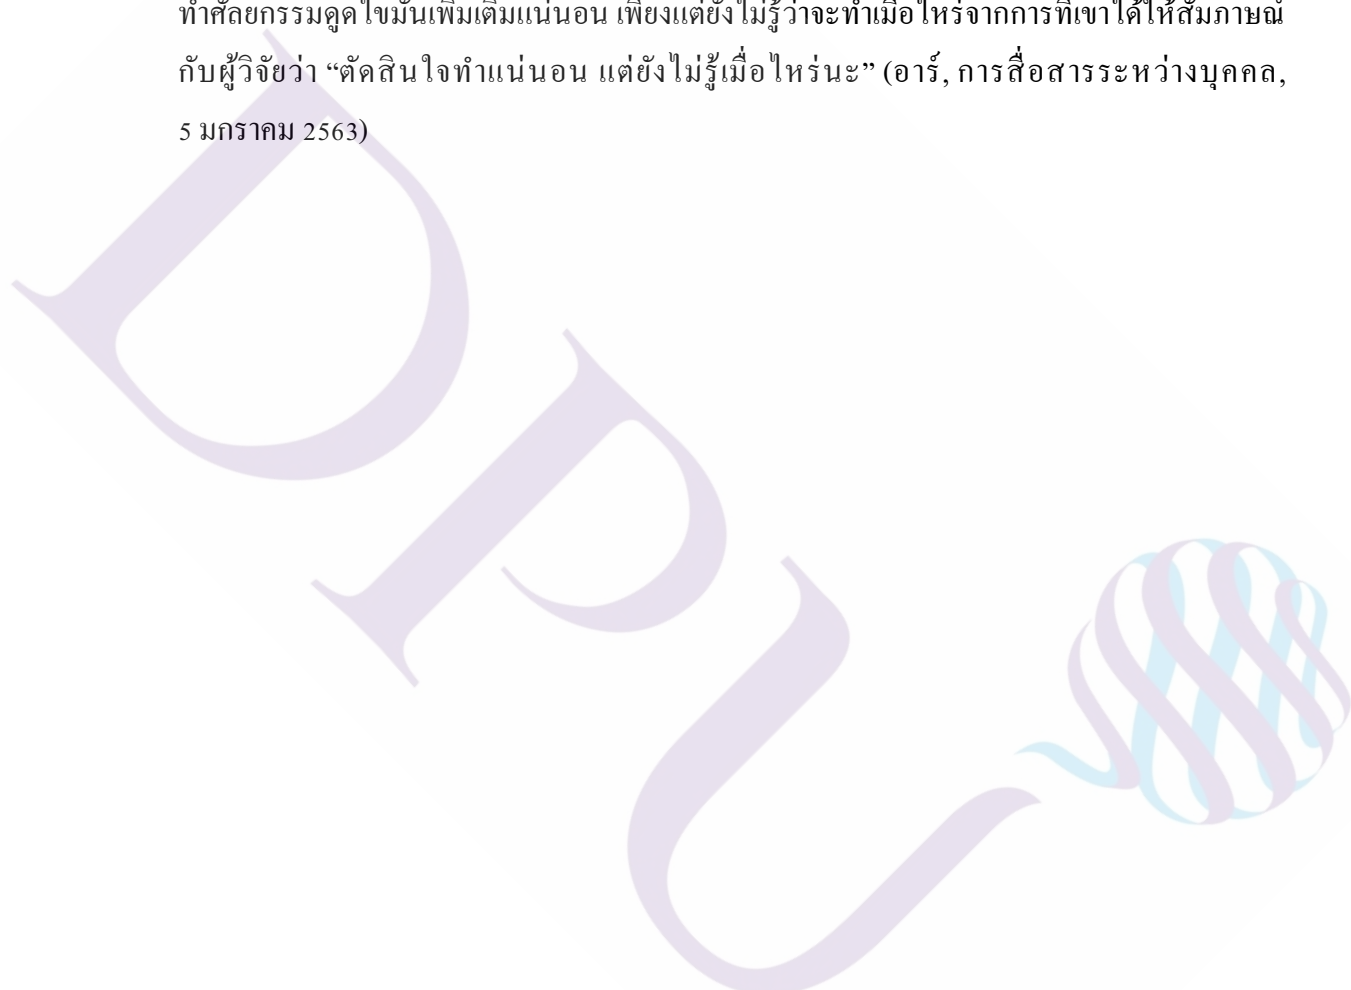 ทำศัลยกรรมดูดไขมันเพิ่มเติมแน่นอน เพียงแต่ยังไม่รู้ว่าจะทำเมื่อไหร่จากการที่เขาได้ให้สัมภาษณ์
กับผู้วิจัยว่า “ตัดสินใจทำแน่นอน แต่ยังไม่รู้เมื่อไหร่นะ” (อาร์, การสื่อสารระหว่างบุคคล,
5 มกราคม 2563)
DPU